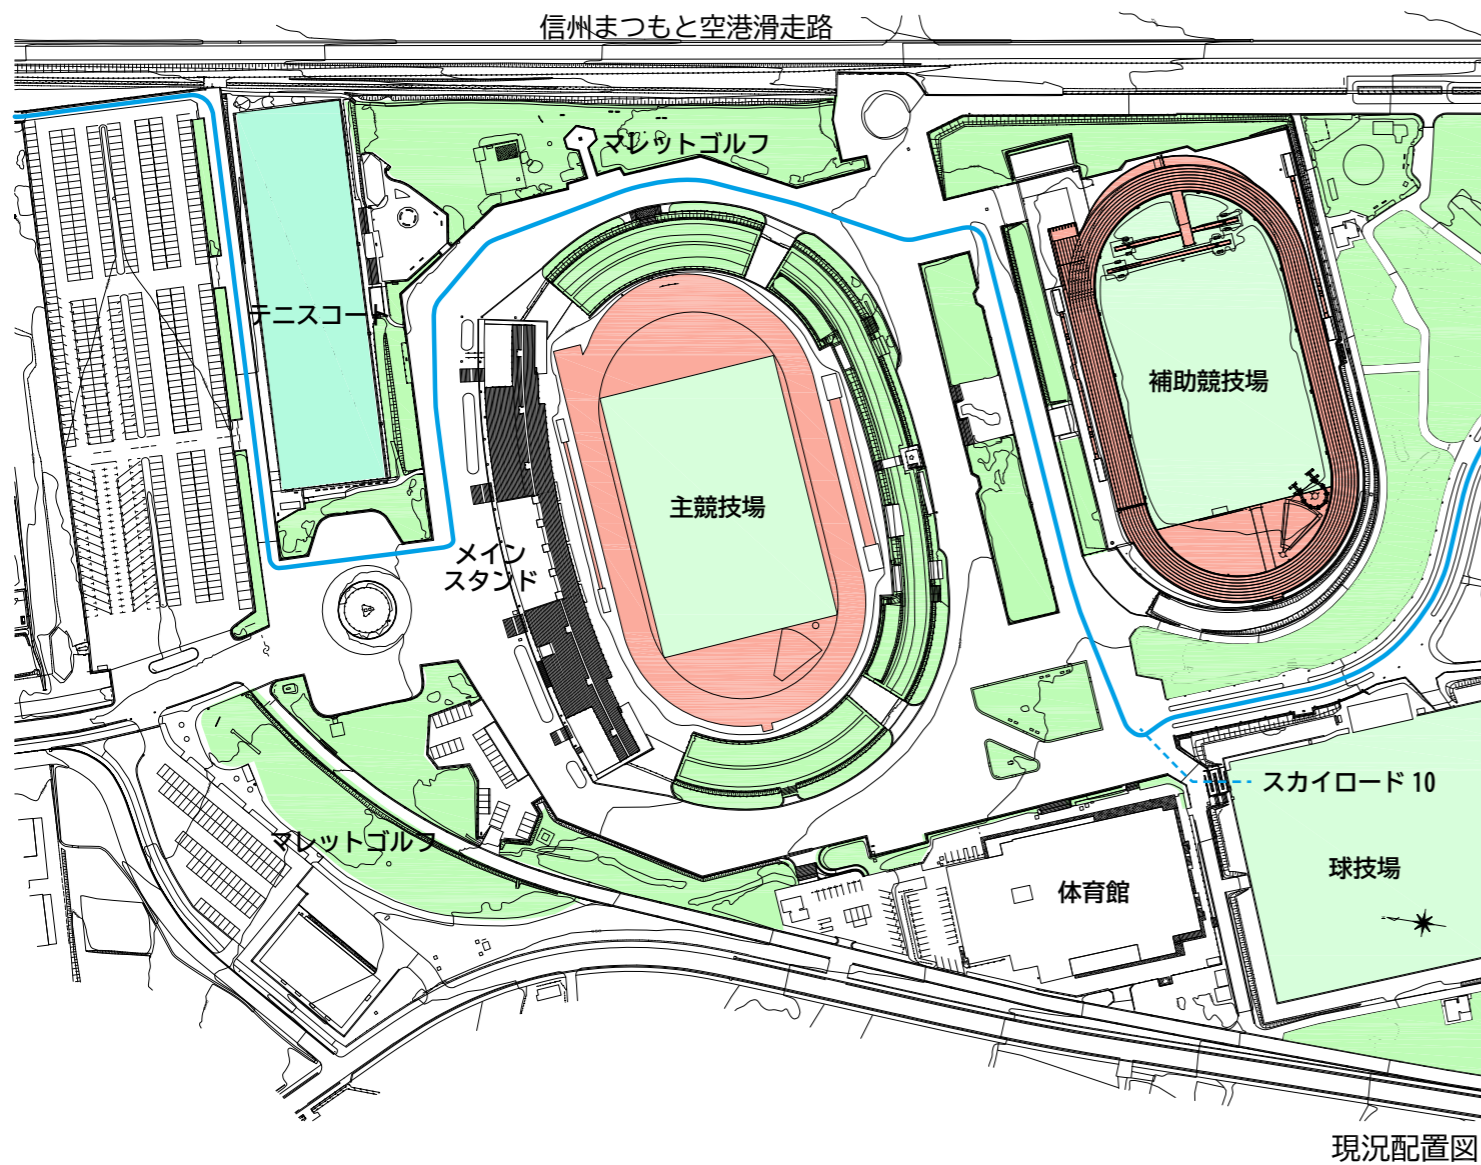 信州まつもと空港滑走路
マレットゴルフ
テニスコート
補助競技場
主競技場
メイン
スタンド
スカイロード 10
マレットゴルフ
球技場
体育館
現況配置図